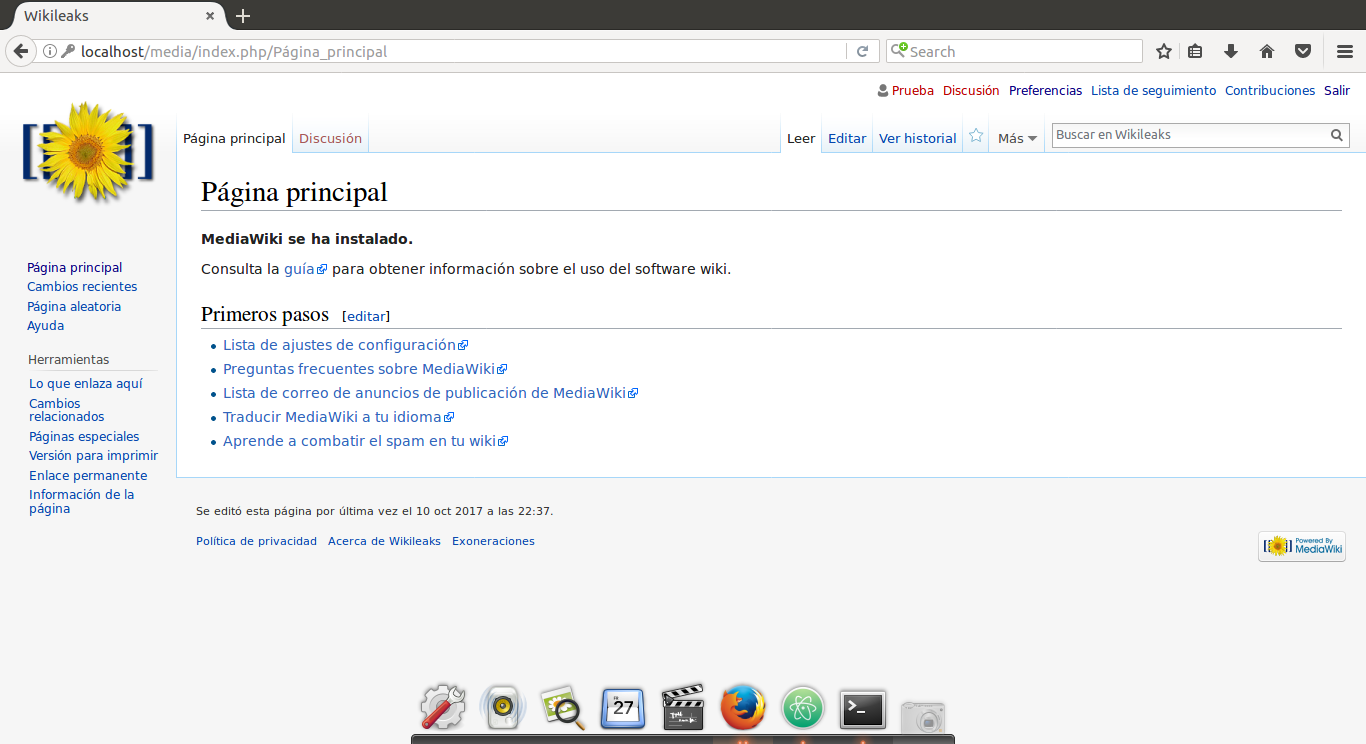 Wikileaks
localhost/media/index.php/Página_principal
Search
Prueba Discusión Preferencias Lista de seguimiento Contribuciones Salir
Página principal Discusión Leer Editar Ver historial Más Buscar en Wikileaks
Página principal
MediaWiki se ha instalado.
Consulta la guía para obtener información sobre el uso del software wiki.
Primeros pasos [editar]
Lista de ajustes de configuración
Preguntas frecuentes sobre MediaWiki
Lista de correo de anuncios de publicación de MediaWiki
Traducir MediaWiki a tu idioma
Aprende a combatir el spam en tu wiki
Página principal
Cambios recientes
Página aleatoria
Ayuda
Herramientas
Lo que enlaza aquí
Cambios
relacionados
Páginas especiales
Versión para imprimir
Enlace permanente
Información de la
página
Se editó esta página por última vez el 10 oct 2017 a las 22:37.
Política de privacidad Acerca de Wikileaks Exoneraciones
Powered By
MediaWiki
27